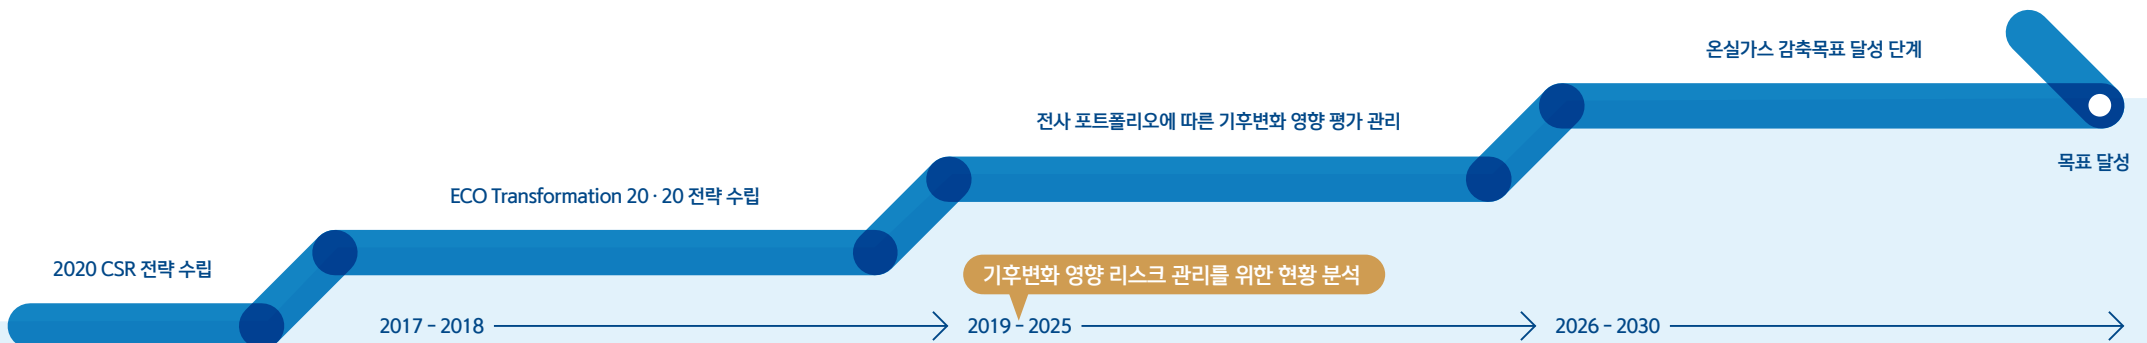 온실가스 감축목표 달성 단계
전사 포트폴리오에 따른 기후변화 영향 평가 관리
목표 달성
ECO Transformation 20 · 20 전략 수립
2020 CSR 전략 수립
기후변화 영향 리스크 관리를 위한 현황 분석
2017 - 2018
2019 - 2025
2026 - 2030